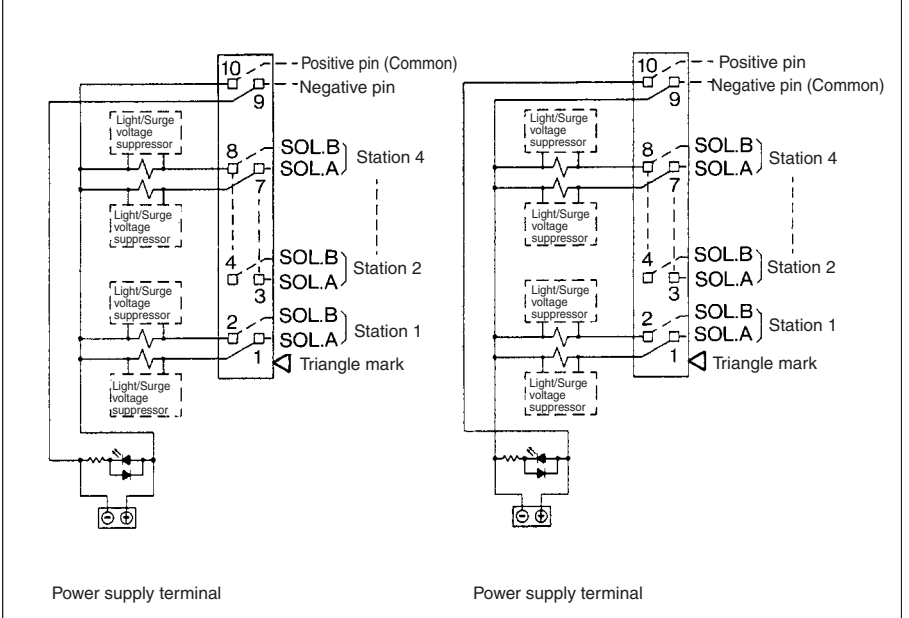 10
Positive pin (Common)
Negative pin
9
Light/Surge
voltage
suppressor
8
SOL.B
SOL.A
Station 4
7
Light/Surge
voltage
suppressor
4
SOL.B
SOL.A
Station 2
3
Light/Surge
voltage
suppressor
2
SOL.B
SOL.A
Station 1
1
Triangle mark
Light/Surge
voltage
suppressor
⊖ ⊕
Power supply terminal
10
Positive pin
Negative pin (Common)
9
Light/Surge
voltage
suppressor
8
SOL.B
SOL.A
Station 4
7
Light/Surge
voltage
suppressor
4
SOL.B
SOL.A
Station 2
3
Light/Surge
voltage
suppressor
2
SOL.B
SOL.A
Station 1
1
Triangle mark
Light/Surge
voltage
suppressor
⊖ ⊕
Power supply terminal